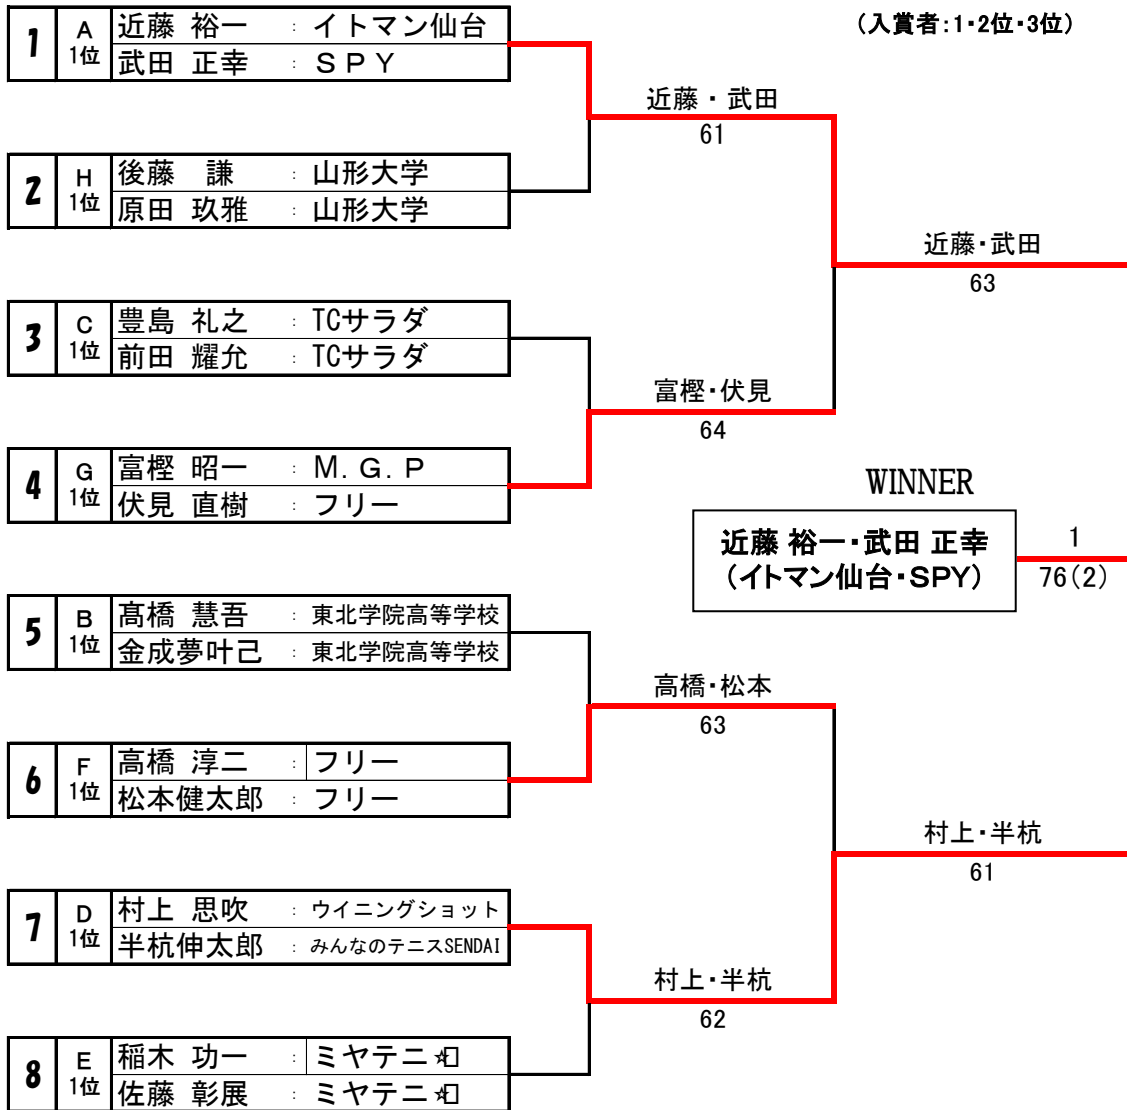 (入賞者:1・2位・3位)
1 A 1位 近藤 裕一 : イトマン仙台
武田 正幸 : SPY
近藤・武田
61
2 H 1位 後藤 謙 : 山形大学
原田 玖雅 : 山形大学
近藤・武田
63
3 C 1位 豊島 礼之 : TCサラダ
前田 耀允 : TCサラダ
富樫・伏見
64
4 G 1位 富樫 昭一 : M.G.P
伏見 直樹 : フリー
WINNER
近藤 裕一・武田 正幸
(イトマン仙台・SPY)
1
76(2)
5 B 1位 髙橋 慧吾 : 東北学院高等学校
金成夢叶己 : 東北学院高等学校
高橋・松本
63
6 F 1位 高橋 淳二 : フリー
松本健太郎 : フリー
村上・半杭
61
7 D 1位 村上 思吹 : ウイニングショット
半杭伸太郎 : みんなのテニスSENDAI
村上・半杭
62
8 E 1位 稲木 功一 : ミヤテニ☆
佐藤 彰展 : ミヤテニ☆